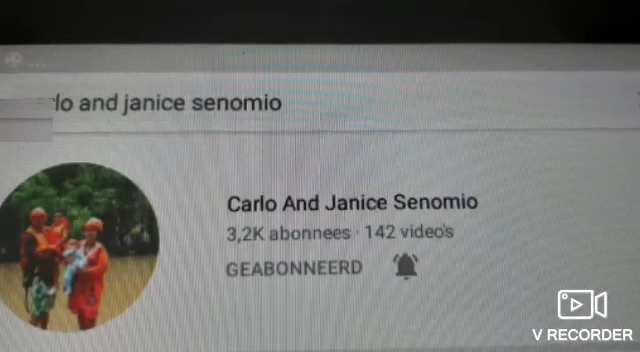 rlo and janice senomio
Carlo And Janice Senomio
3,2K abonnees · 142 video's
GEABONNEERD
V RECORDER